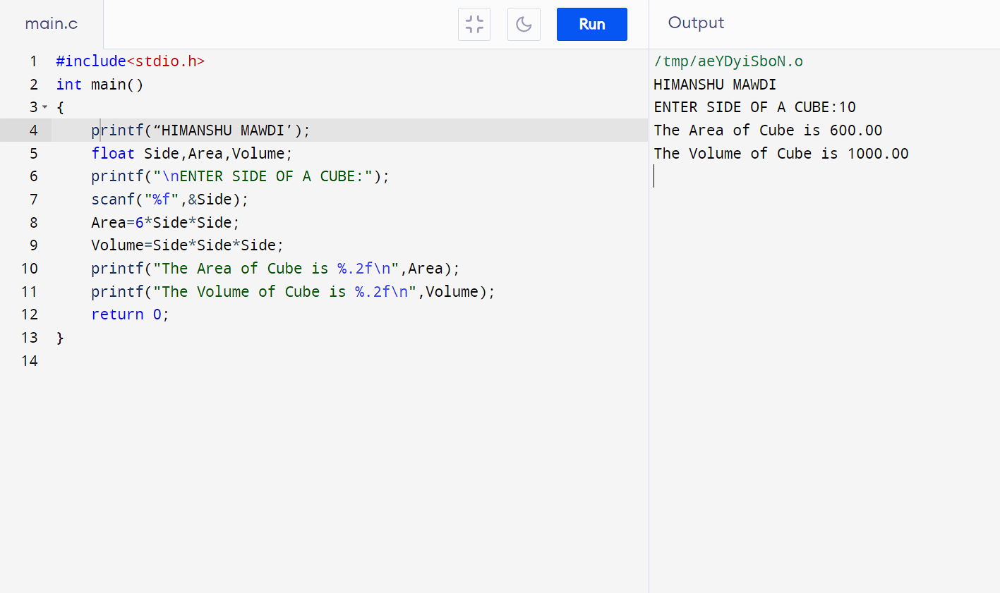 main.c
Run
Output
1 #include<stdio.h>
2 int main()
3 {
4 printf(“HIMANSHU MAWDI’);
5 float Side,Area,Volume;
6 printf("\nENTER SIDE OF A CUBE:");
7 scanf("%f",&Side);
8 Area=6*Side*Side;
9 Volume=Side*Side*Side;
10 printf("The Area of Cube is %.2f\n",Area);
11 printf("The Volume of Cube is %.2f\n",Volume);
12 return 0;
13 }
14
/tmp/aeYDyiSboN.o
HIMANSHU MAWDI
ENTER SIDE OF A CUBE:10
The Area of Cube is 600.00
The Volume of Cube is 1000.00